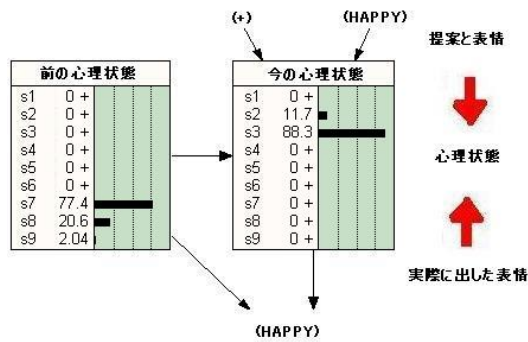 (+)
(HAPPY)
提案と表情
前の心理状態
s1 0 +
s2 0 +
s3 0 +
s4 0 +
s5 0 +
s6 0 +
s7 77.4
s8 20.6
s9 2.04
今の心理状態
s1 0 +
s2 11.7
s3 88.3
s4 0 +
s5 0 +
s6 0 +
s7 0 +
s8 0 +
s9 0 +
心理状態
実際に出した表情
(HAPPY)